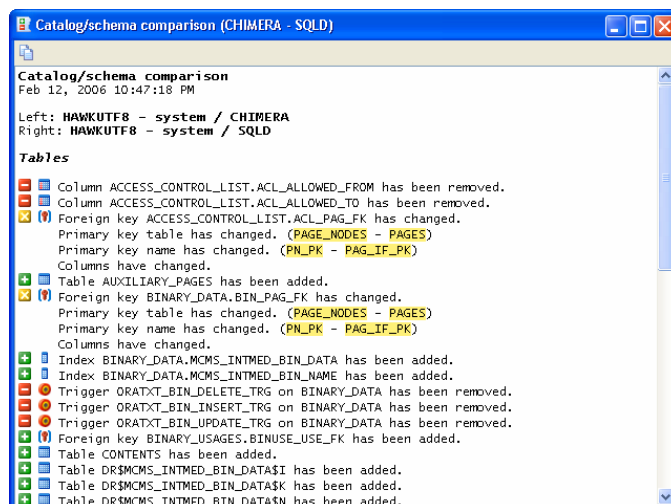 Catalog/schema comparison (CHIMERA - SQLD)
Catalog/schema comparison
Feb 12, 2006 10:47:18 PM
Left: HAWKUTF8 - system / CHIMERA
Right: HAWKUTF8 - system / SQLD
Tables
Column ACCESS_CONTROL_LIST.ACL_ALLOWED_FROM has been removed.
Column ACCESS_CONTROL_LIST.ACL_ALLOWED_TO has been removed.
Foreign key ACCESS_CONTROL_LIST.ACL_PAG_FK has changed.
Primary key table has changed. (PAGE_NODES - PAGES)
Primary key name has changed. (PN_PK - PAG_IF_PK)
Columns have changed.
Table AUXILIARY_PAGES has been added.
Foreign key BINARY_DATA.BIN_PAG_FK has changed.
Primary key table has changed. (PAGE_NODES - PAGES)
Primary key name has changed. (PN_PK - PAG_IF_PK)
Columns have changed.
Index BINARY_DATA.MCMS_INTMED_BIN_DATA has been added.
Index BINARY_DATA.MCMS_INTMED_BIN_NAME has been added.
Trigger ORATXT_BIN_DELETE_TRG on BINARY_DATA has been removed.
Trigger ORATXT_BIN_INSERT_TRG on BINARY_DATA has been removed.
Trigger ORATXT_BIN_UPDATE_TRG on BINARY_DATA has been removed.
Foreign key BINARY_USAGES.BINUSE_USE_FK has been added.
Table CONTENTS has been added.
Table DR$MCMS_INTMED_BIN_DATA$I has been added.
Table DR$MCMS_INTMED_BIN_DATA$K has been added.
Table DR$MCMS_INTMED_BIN_DATA$N has been added.